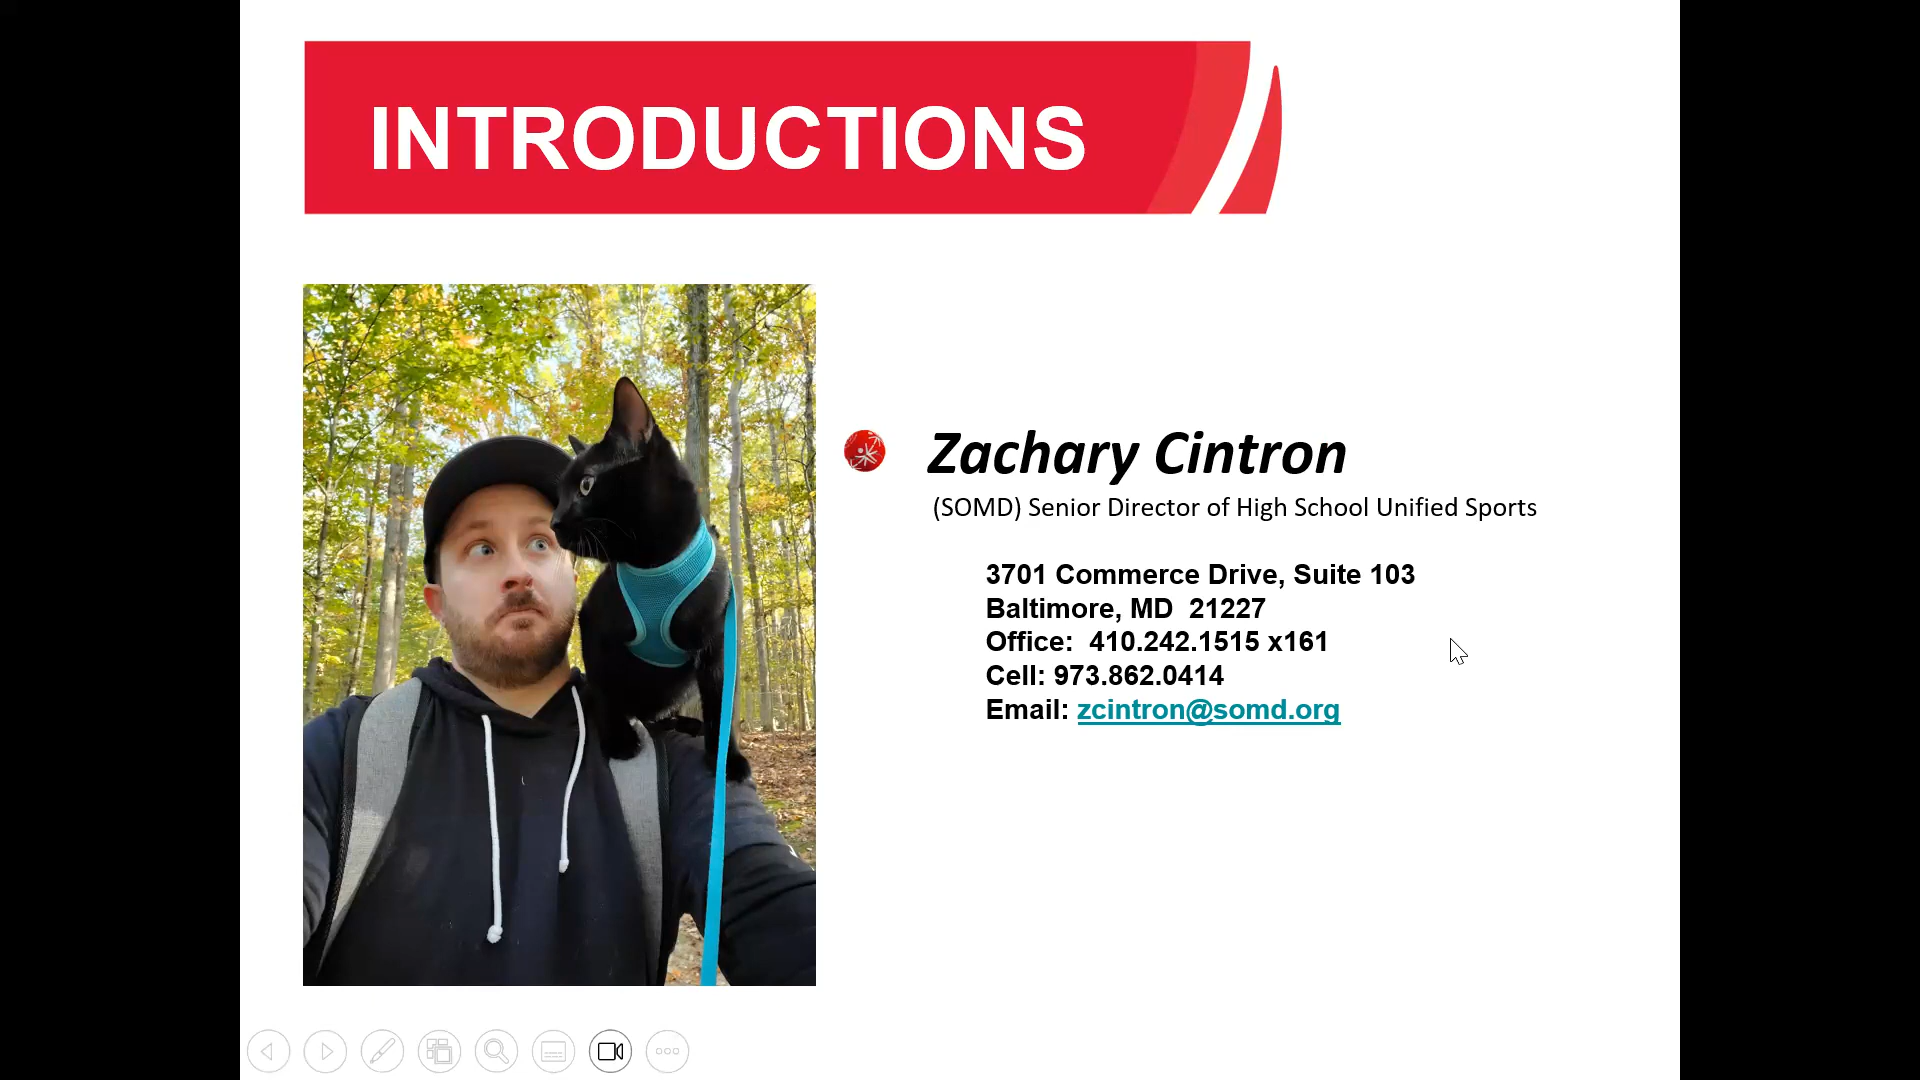 INTRODUCTIONS
Zachary Cintron
(SOMD) Senior Director of High School Unified Sports
3701 Commerce Drive, Suite 103
Baltimore, MD  21227
Office:  410.242.1515 x161
Cell: 973.862.0414
Email: zcintron@somd.org